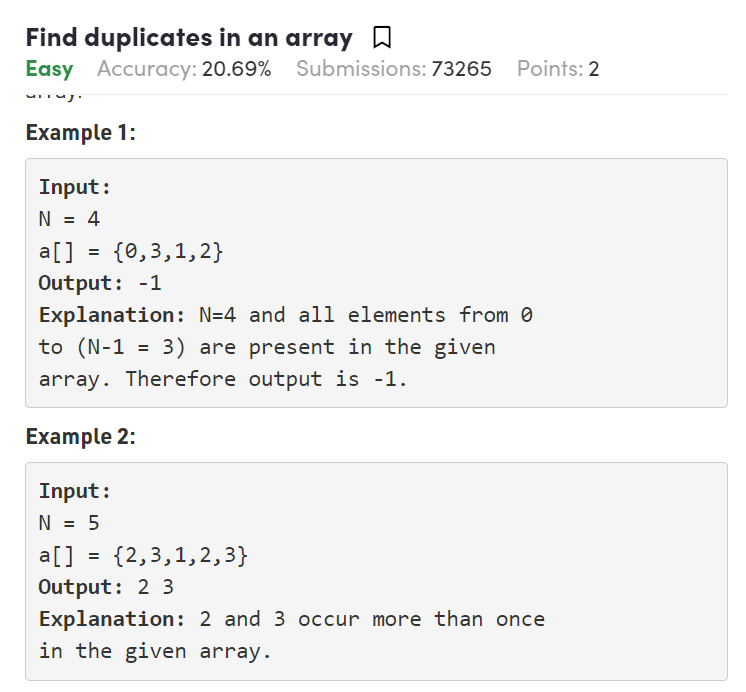 Find duplicates in an array
Easy Accuracy: 20.69% Submissions: 73265 Points: 2
Example 1:
Input:
N = 4
a[] = {0,3,1,2}
Output: -1
Explanation: N=4 and all elements from 0
to (N-1 = 3) are present in the given
array. Therefore output is -1.
Example 2:
Input:
N = 5
a[] = {2,3,1,2,3}
Output: 2 3
Explanation: 2 and 3 occur more than once
in the given array.